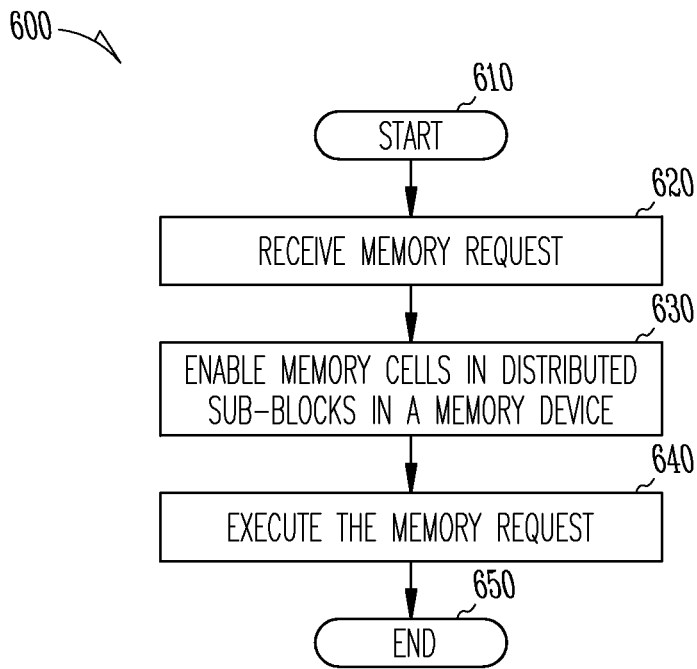 600
610
START
620
RECEIVE MEMORY REQUEST
630
ENABLE MEMORY CELLS IN DISTRIBUTED
SUB-BLOCKS IN A MEMORY DEVICE
640
EXECUTE THE MEMORY REQUEST
650
END